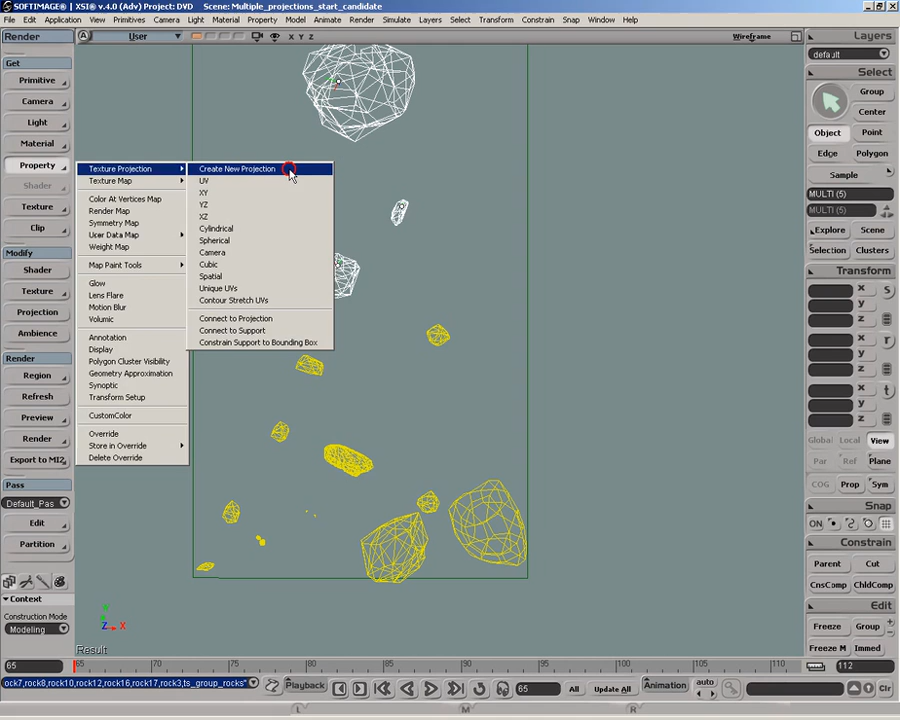 SOFTIMAGE® | XSI® v.4.0 (Adv) Project: DVD Scene: Multiple_projections_start_candidate
File Edit View Primitives Camera Light Material Property Model Animate Render Simulate Layers Select Transform Constrain Snap Window Help
Render
Get
Primitive
Camera
Light
Material
Property
Shader
Texture
Clip
Modify
Shader
Texture
Projection
Ambience
Render
Region
Refresh
Preview
Render
Export to MI2
Pass
Default_Pas
Edit
Partition
Context
Construction Mode
Modeling
A User X Y Z Wireframe
Texture Projection
Texture Map
Color At Vertices Map
Render Map
Symmetry Map
User Data Map
Weight Map
Map Paint Tools
Glow
Lens Flare
Motion Blur
Volumic
Annotation
Display
Polygon Cluster Visibility
Geometry Approximation
Synoptic
Transform Setup
CustomColor
Override
Store in Override
Delete Override
Create New Projection
UV
XY
YZ
XZ
Cylindrical
Spherical
Camera
Cubic
Spatial
Unique UVs
Contour Stretch UVs
Connect to Projection
Connect to Support
Constrain Support to Bounding Box
Y
Z X
Result
Layers
default
Select
Group
Center
Object Point
Edge Polygon
Sample
MULTI (5)
MULTI (5)
Explore Scene
Selection Clusters
Transform
x s
y
z
x r
y
z
x t
y
z
Global Local View
Par Ref Plane
COG Prop Sym
Snap
ON
Constrain
Parent Cut
CnsComp ChldComp
Edit
Freeze Group
Freeze M Immed
65 65 70 75 80 85 90 95 100 105 110 112
ock7,rock8,rock10,rock12,rock16,rock17,rock3,ts_group_rocks" Playback 65 All Update All Animation auto Clr
L M R